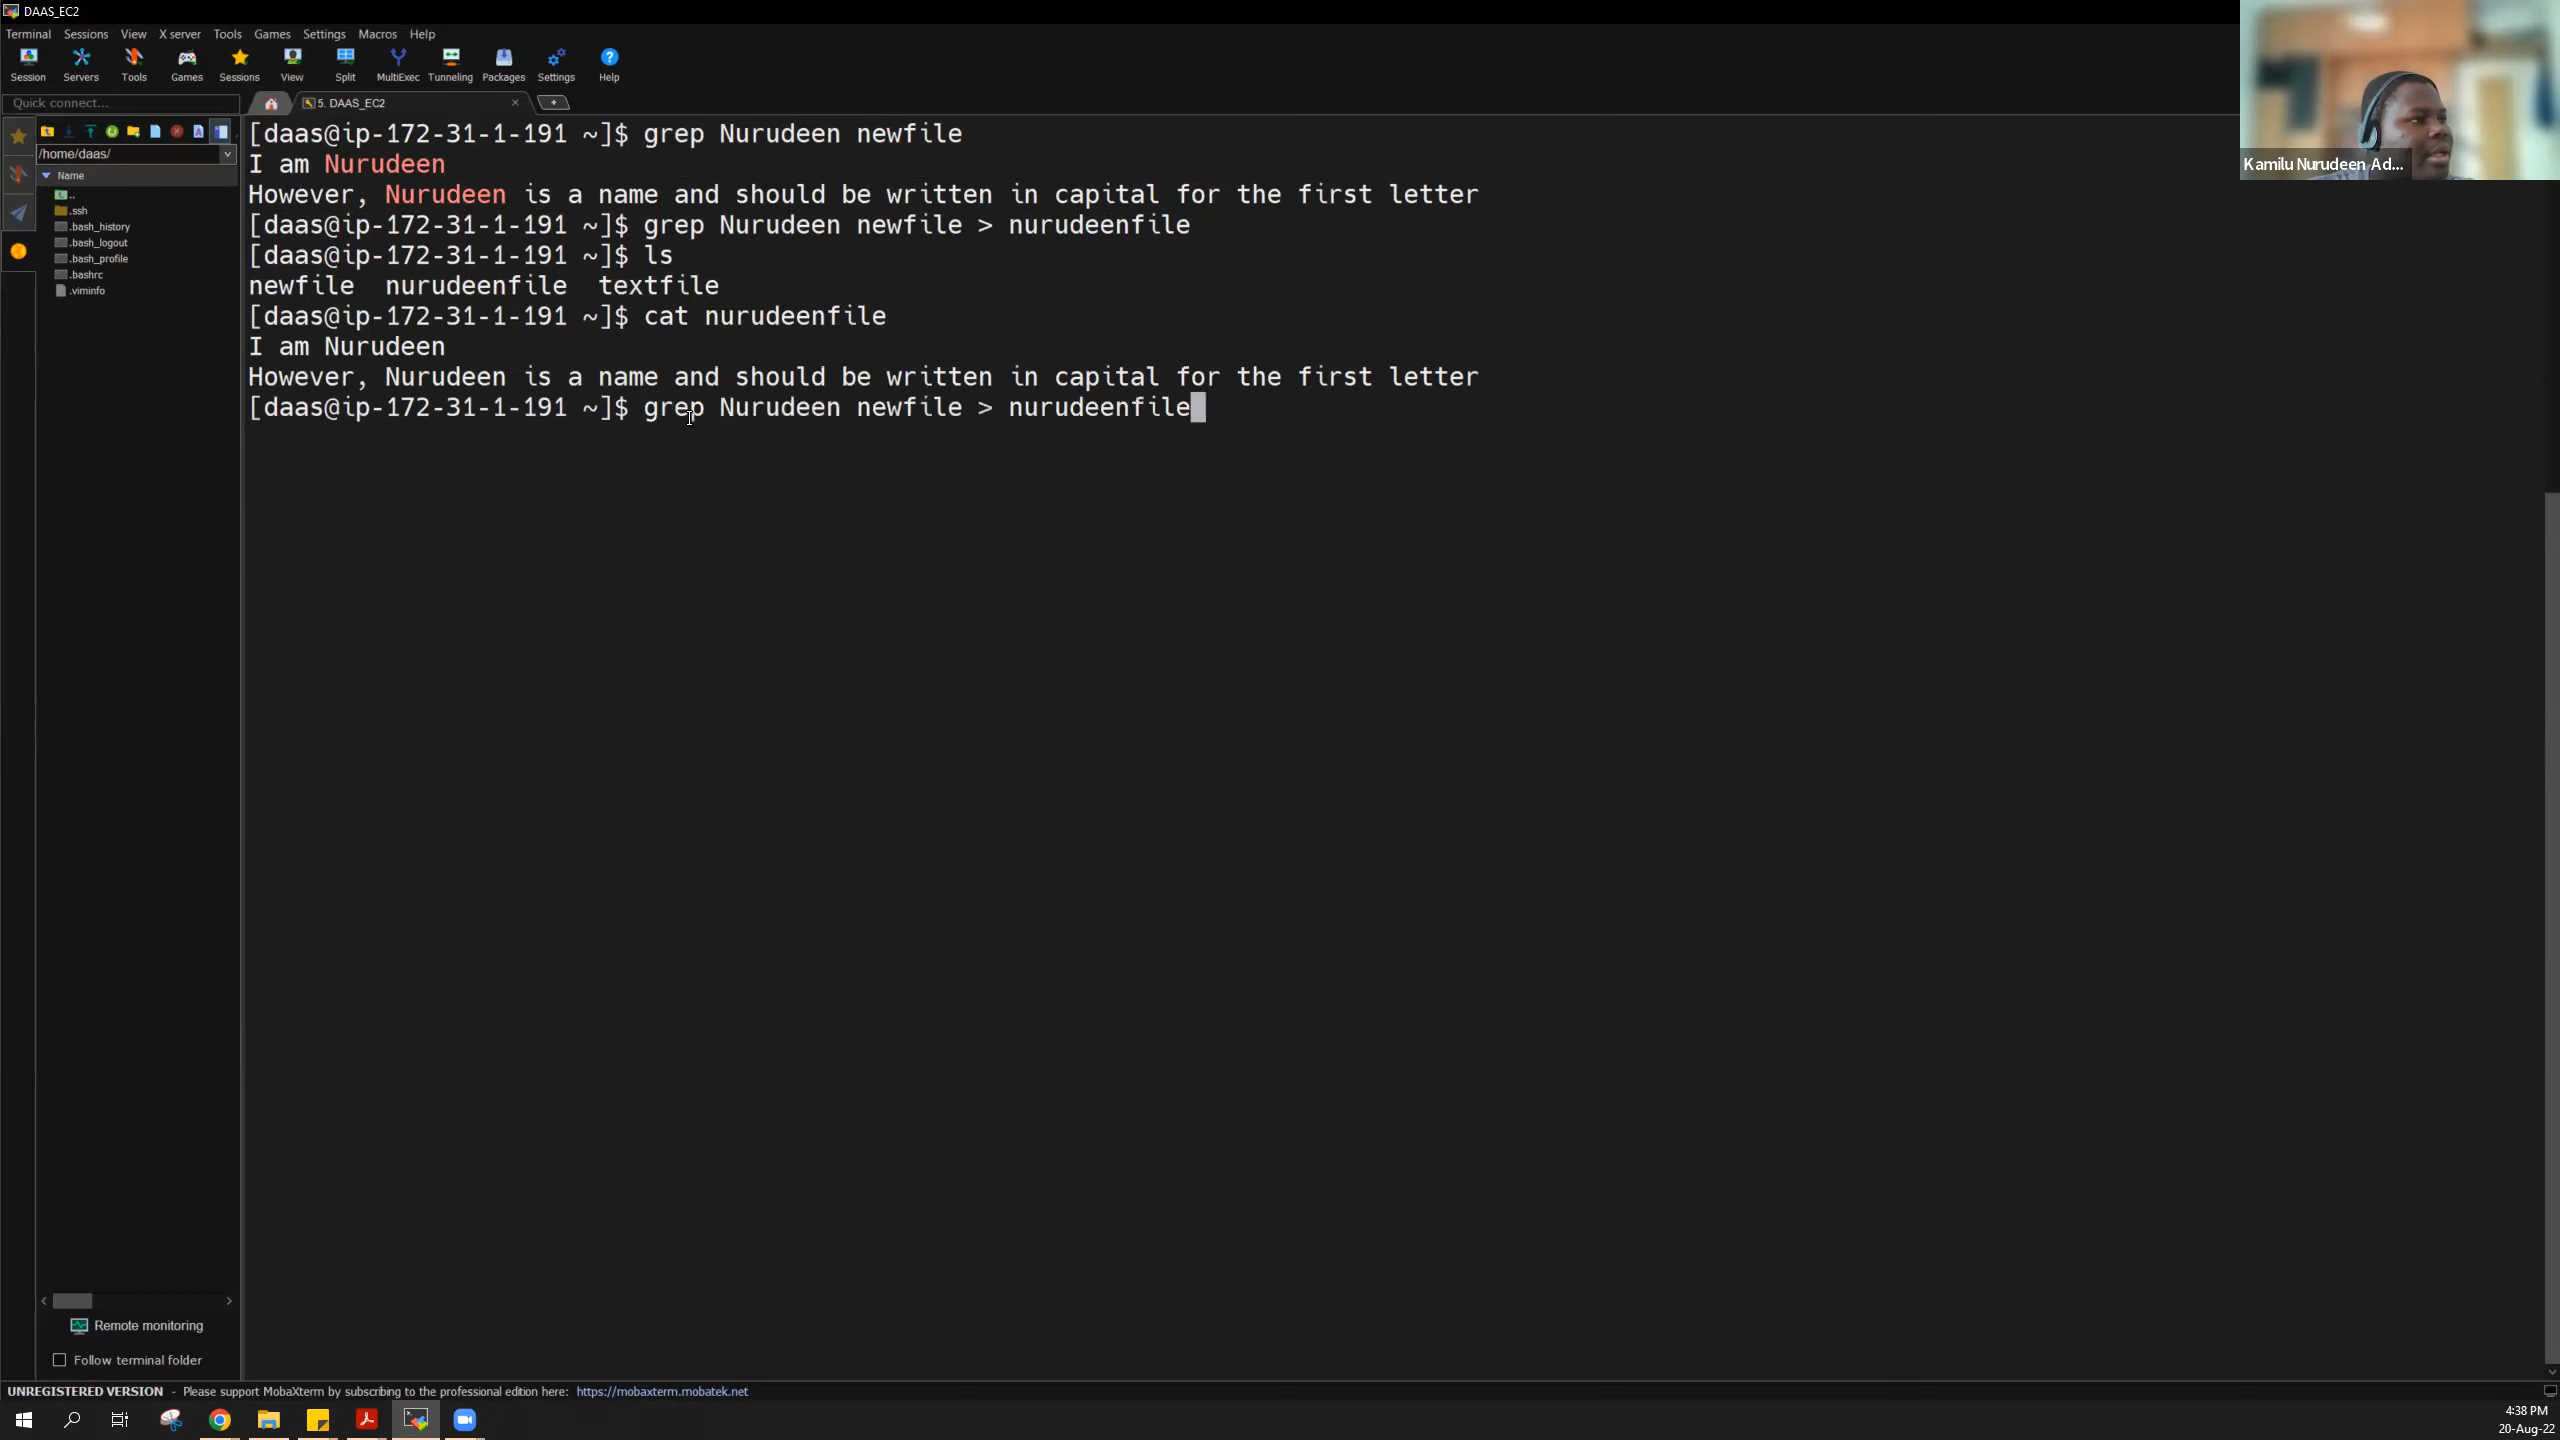 DAAS_EC2
Terminal Sessions View X server Tools Games Settings Macros Help
Session Servers Tools Games Sessions View Split MultiExec Tunneling Packages Settings Help
Quick connect...
5. DAAS_EC2
/home/daas/
Name
..
.ssh
.bash_history
.bash_logout
.bash_profile
.bashrc
.viminfo
[daas@ip-172-31-1-191 ~]$ grep Nurudeen newfile
I am Nurudeen
However, Nurudeen is a name and should be written in capital for the first letter
[daas@ip-172-31-1-191 ~]$ grep Nurudeen newfile > nurudeenfile
[daas@ip-172-31-1-191 ~]$ ls
newfile  nurudeenfile  textfile
[daas@ip-172-31-1-191 ~]$ cat nurudeenfile
I am Nurudeen
However, Nurudeen is a name and should be written in capital for the first letter
[daas@ip-172-31-1-191 ~]$ grep Nurudeen newfile > nurudeenfile
Kamilu Nurudeen Ad...
Remote monitoring
Follow terminal folder
UNREGISTERED VERSION - Please support MobaXterm by subscribing to the professional edition here: https://mobaxterm.mobatek.net
4:38 PM
20-Aug-22